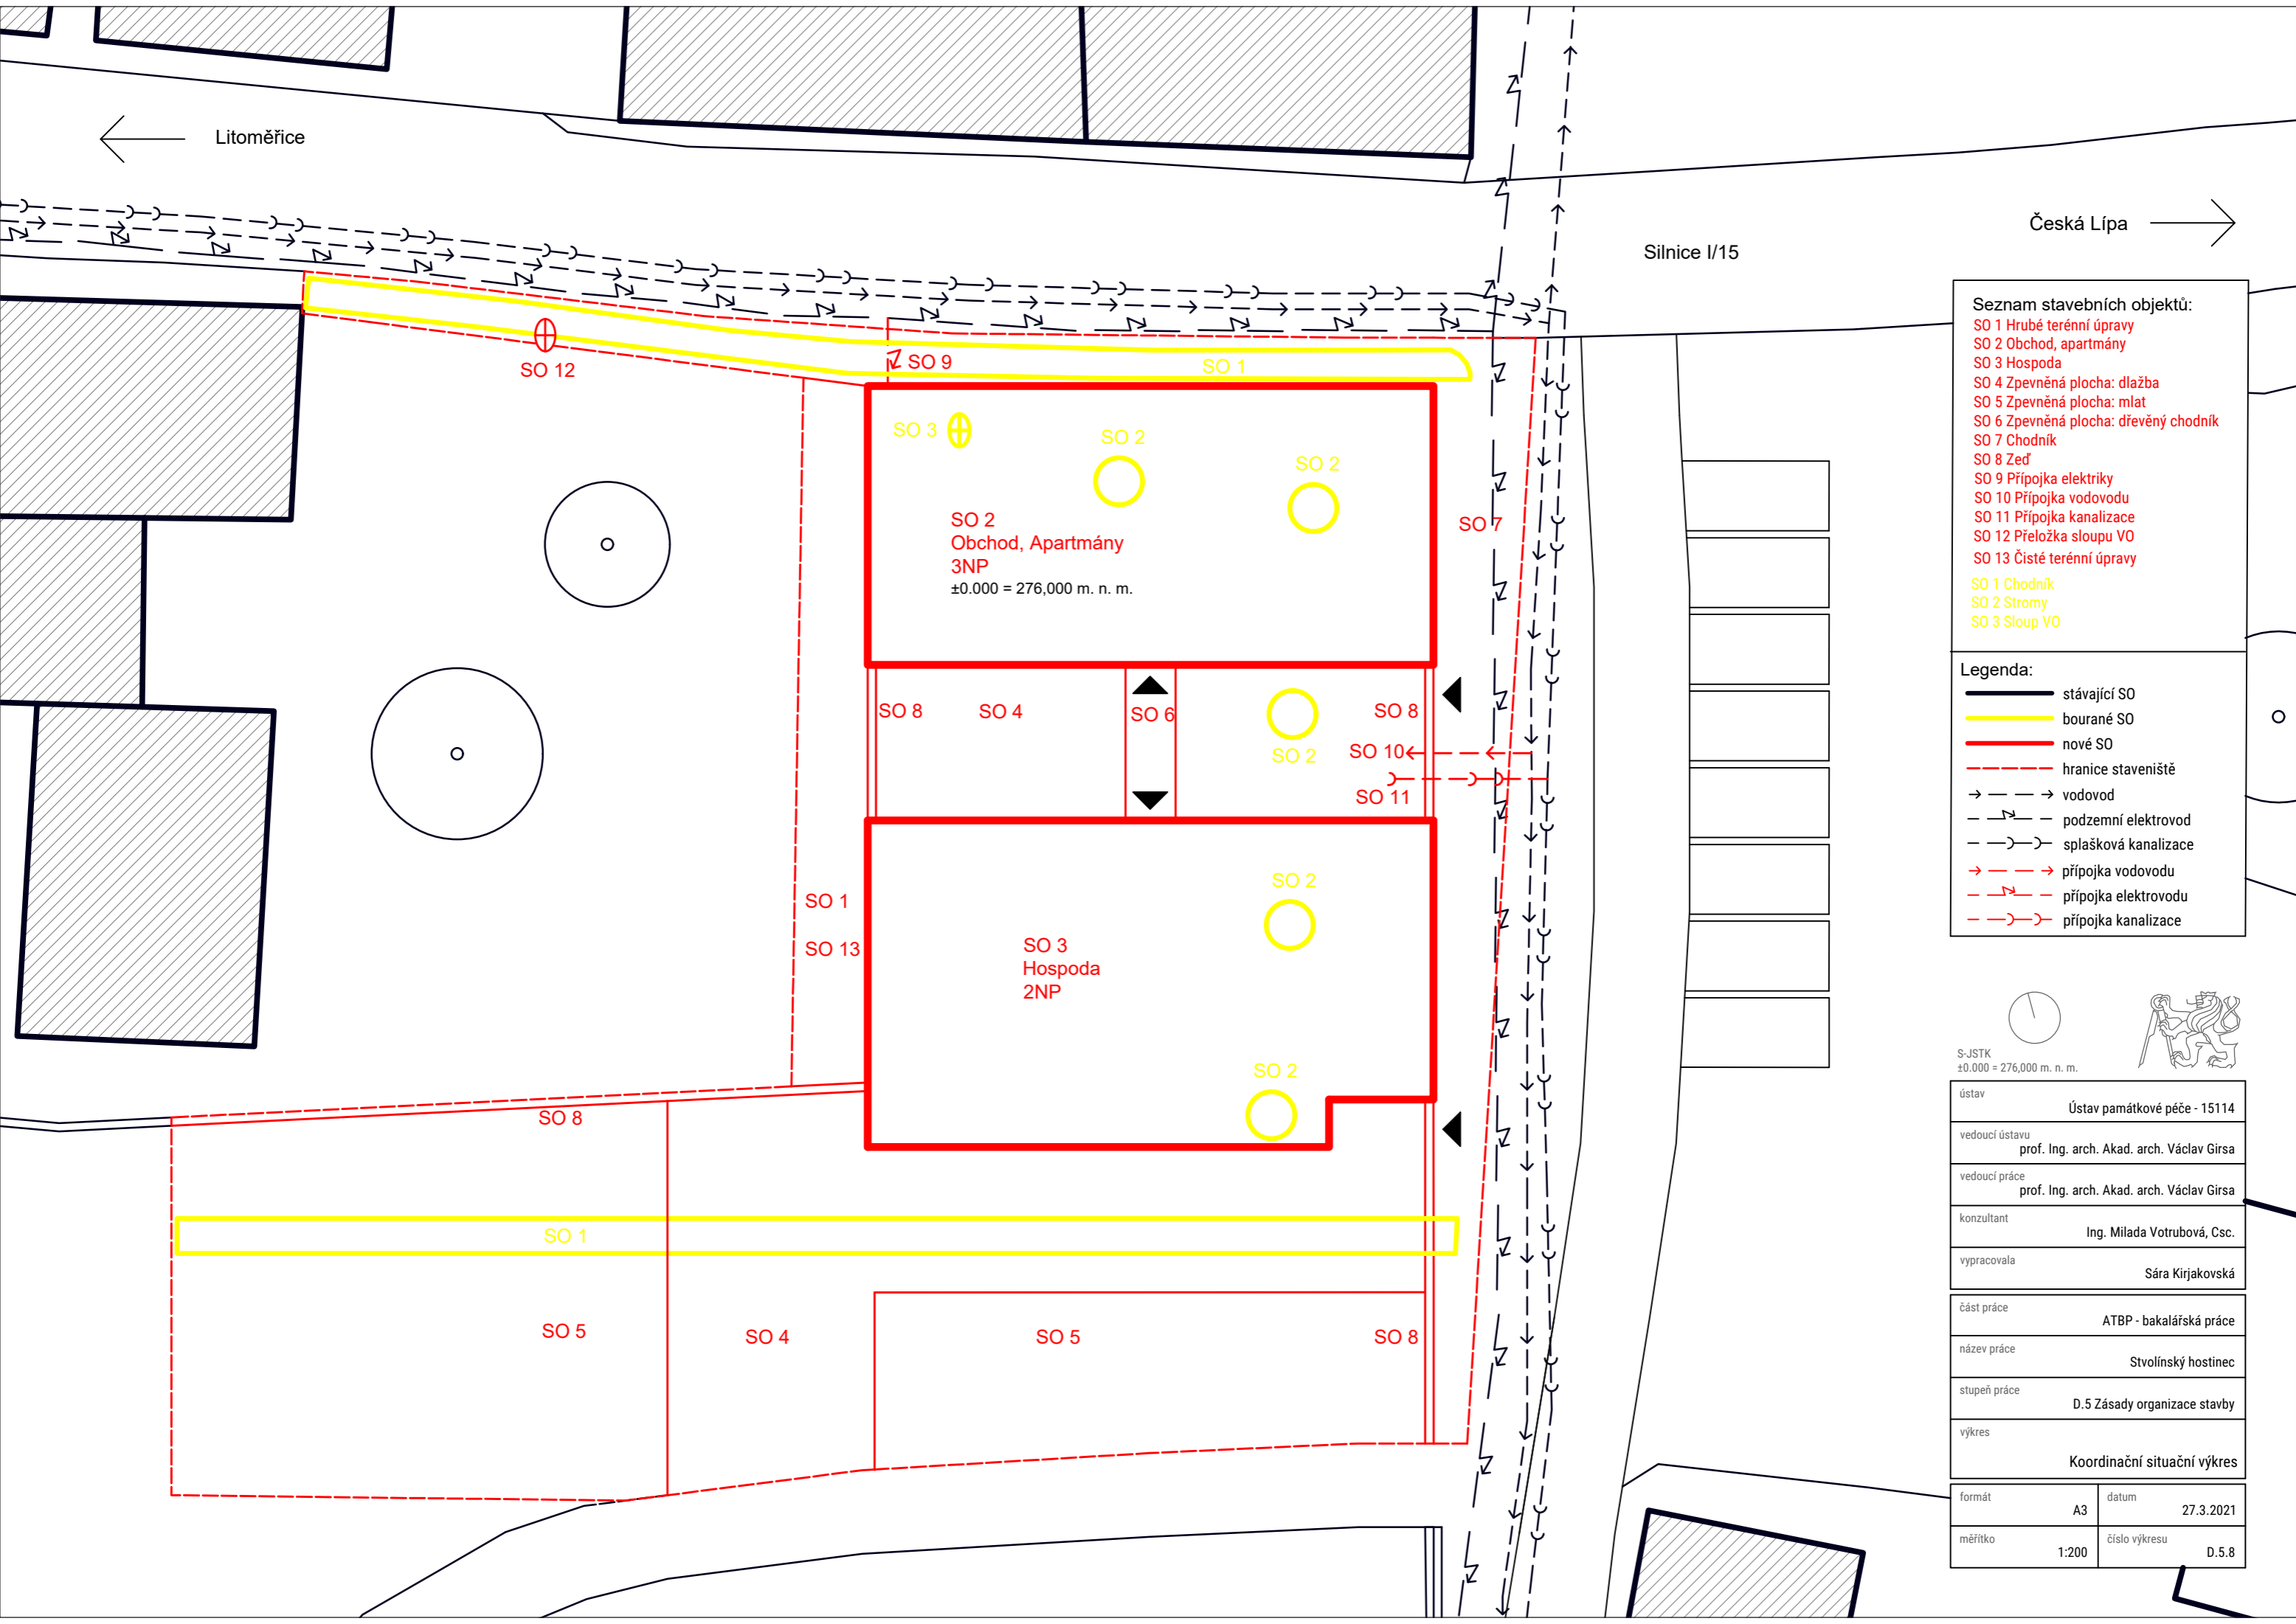 Litoměřice
Česká Lípa
Silnice I/15
SO 12
SO 9
SO 1
SO 3
SO 2
SO 2
SO 2
Obchod, Apartmány
3NP
±0.000 = 276,000 m. n. m.
SO 7
SO 8
SO 4
SO 6
SO 8
SO 2
SO 10
SO 11
SO 1
SO 13
SO 2
SO 3
Hospoda
2NP
SO 2
SO 8
SO 1
SO 5
SO 4
SO 5
SO 8
Seznam stavebních objektů:
SO 1 Hrubé terénní úpravy
SO 2 Obchod, apartmány
SO 3 Hospoda
SO 4 Zpevněná plocha: dlažba
SO 5 Zpevněná plocha: mlat
SO 6 Zpevněná plocha: dřevěný chodník
SO 7 Chodník
SO 8 Zeď
SO 9 Přípojka elektriky
SO 10 Přípojka vodovodu
SO 11 Přípojka kanalizace
SO 12 Přeložka sloupu VO
SO 13 Čisté terénní úpravy
SO 1 Chodník
SO 2 Stromy
SO 3 Sloup VO
Legenda:
stávající SO
bourané SO
nové SO
hranice staveniště
vodovod
podzemní elektrovod
splašková kanalizace
přípojka vodovodu
přípojka elektrovodu
přípojka kanalizace
S-JSTK
±0.000 = 276,000 m. n. m.
ústav
Ústav památkové péče - 15114
vedoucí ústavu
prof. Ing. arch. Akad. arch. Václav Girsa
vedoucí práce
prof. Ing. arch. Akad. arch. Václav Girsa
konzultant
Ing. Milada Votrubová, Csc.
vypracovala
Sára Kirjakovská
část práce
ATBP - bakalářská práce
název práce
Stvolínský hostinec
stupeň práce
D.5 Zásady organizace stavby
výkres
Koordinační situační výkres
formát
A3
datum
27.3.2021
měřítko
1:200
číslo výkresu
D.5.8